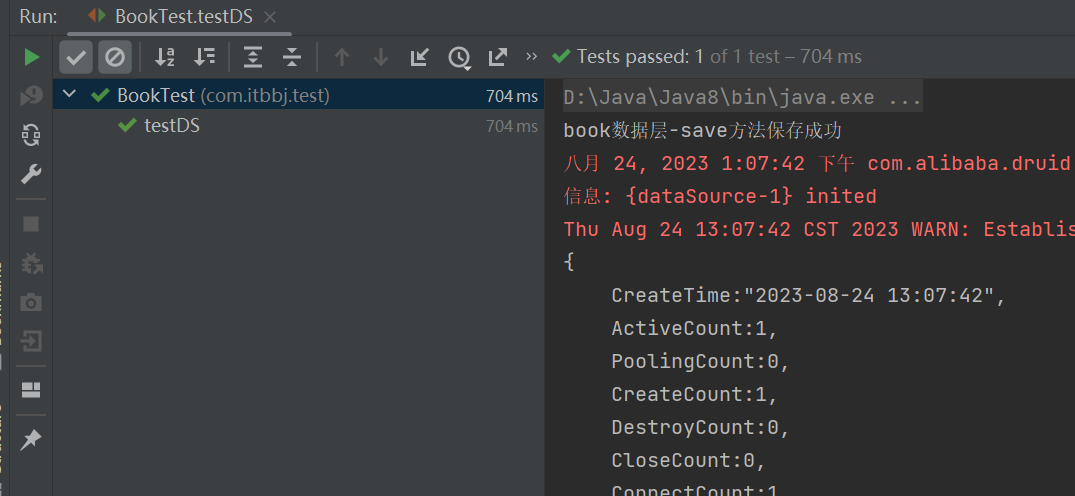 Run: BookTest.testDS
Tests passed: 1 of 1 test – 704 ms
BookTest (com.itbbj.test) 704 ms
testDS 704 ms
D:\Java\Java8\bin\java.exe ...
book数据层-save方法保存成功
八月 24, 2023 1:07:42 下午 com.alibaba.druid
信息: {dataSource-1} inited
Thu Aug 24 13:07:42 CST 2023 WARN: Establis
{
CreateTime:"2023-08-24 13:07:42",
ActiveCount:1,
PoolingCount:0,
CreateCount:1,
DestroyCount:0,
CloseCount:0,
ConnectCount:1